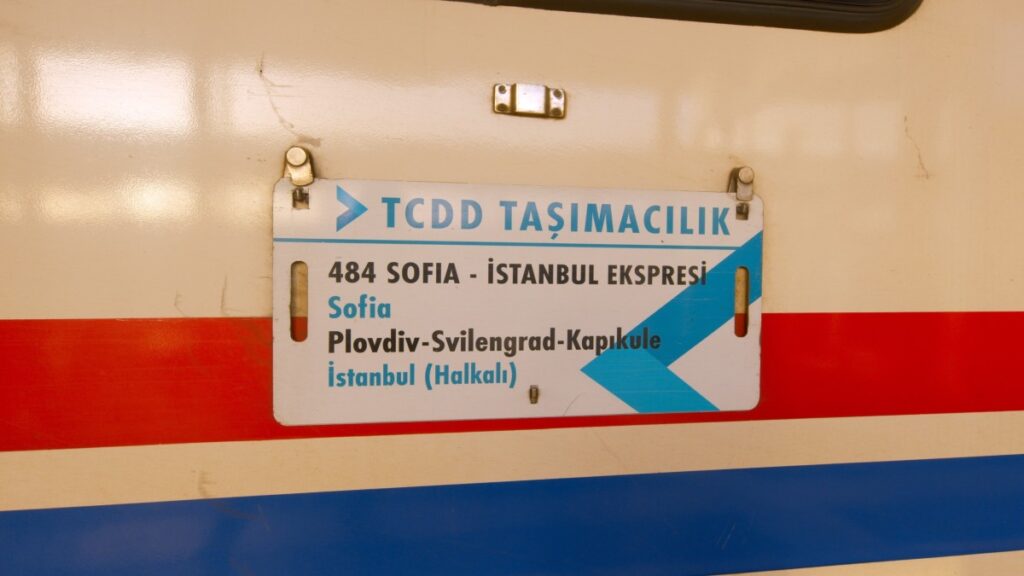 TCDD TAŞIMACILIK
484 SOFIA - İSTANBUL EKSPRESİ
Sofia
Plovdiv-Svilengrad-Kapıkule
İstanbul (Halkalı)